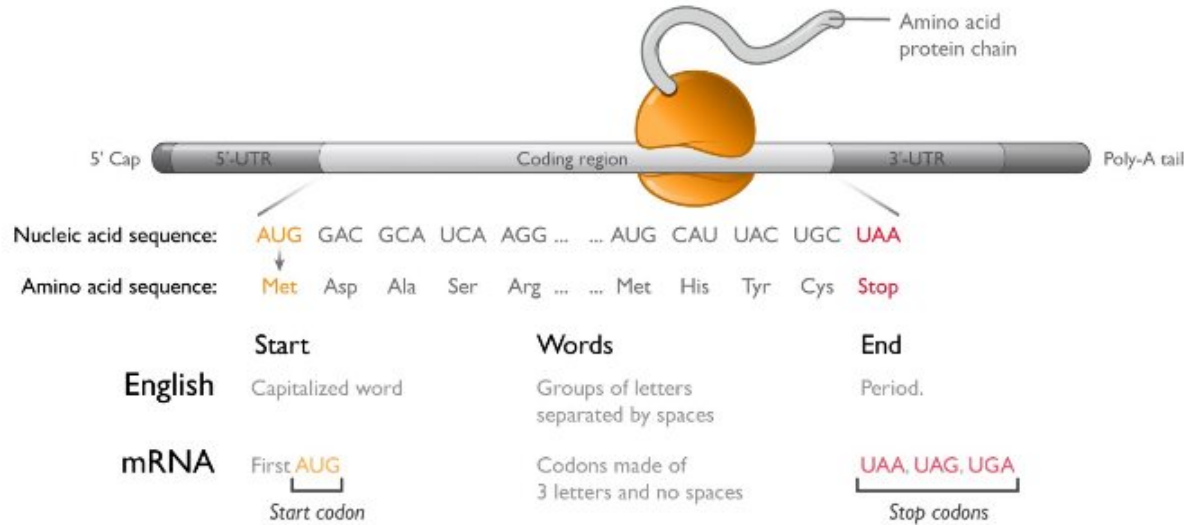 Amino acid
protein chain
5' Cap 5'-UTR Coding region 3'-UTR Poly-A tail
Nucleic acid sequence: AUG GAC GCA UCA AGG ... ... AUG CAU UAC UGC UAA
Amino acid sequence: Met Asp Ala Ser Arg ... ... Met His Tyr Cys Stop
Start Words End
English Capitalized word Groups of letters Period.
separated by spaces
mRNA First AUG Codons made of UAA, UAG, UGA
3 letters and no spaces
Start codon Stop codons